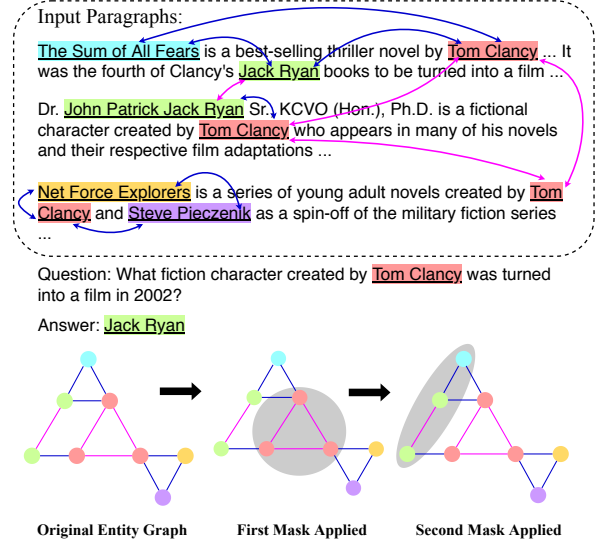 Input Paragraphs:
The Sum of All Fears is a best-selling thriller novel by Tom Clancy ... It
was the fourth of Clancy's Jack Ryan books to be turned into a film ...
Dr. John Patrick Jack Ryan Sr., KCVO (Hon.), Ph.D. is a fictional
character created by Tom Clancy who appears in many of his novels
and their respective film adaptations ...
Net Force Explorers is a series of young adult novels created by Tom
Clancy and Steve Pieczenik as a spin-off of the military fiction series
...
Question: What fiction character created by Tom Clancy was turned
into a film in 2002?
Answer: Jack Ryan
Original Entity Graph First Mask Applied Second Mask Applied